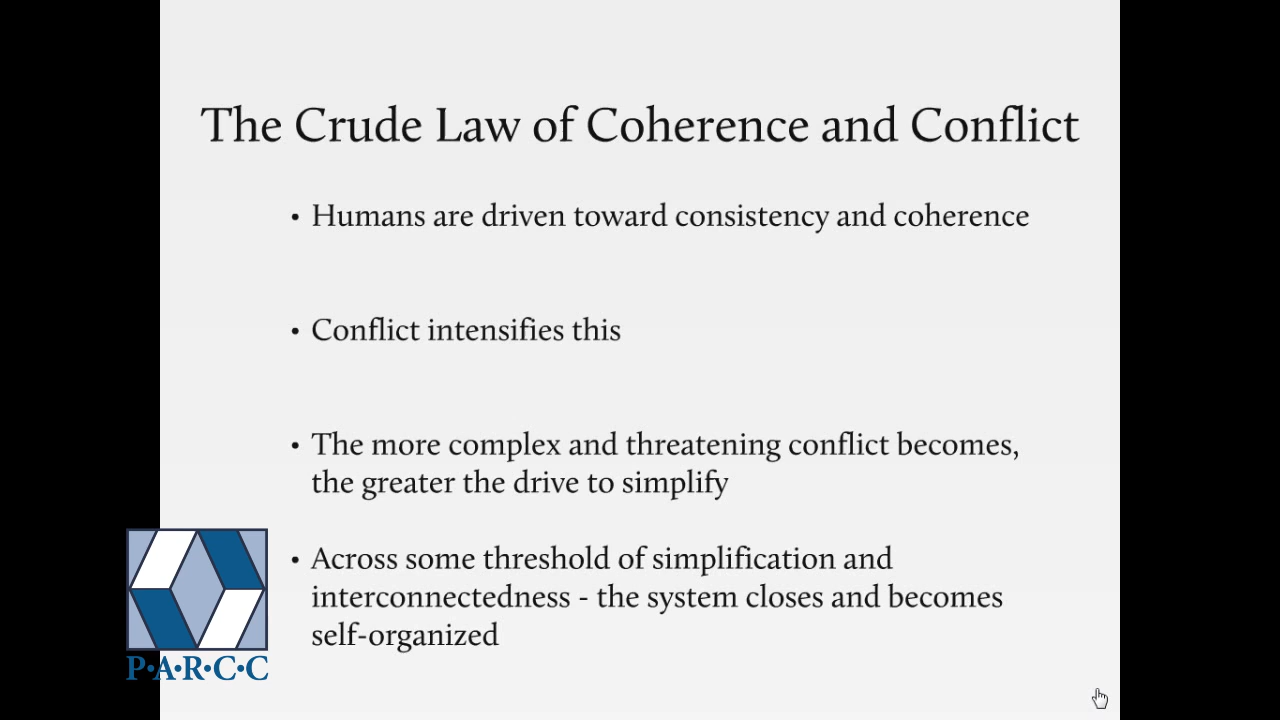 The Crude Law of Coherence and Conflict
• Humans are driven toward consistency and coherence
• Conflict intensifies this
• The more complex and threatening conflict becomes,
the greater the drive to simplify
• Across some threshold of simplification and
interconnectedness - the system closes and becomes
self-organized
P•A•R•C•C